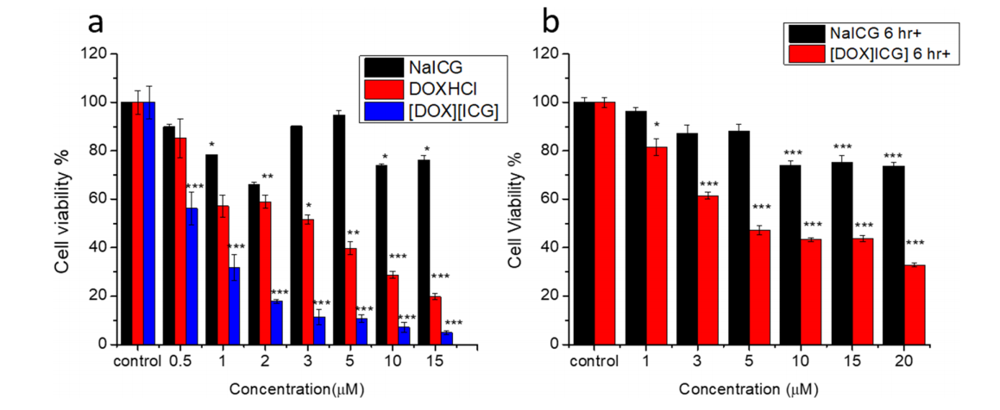 a
NaICG
DOXHCl
[DOX][ICG]
Cell viability %
120
100
80
60
40
20
0
*
*
*
**
*
**
***
***
***
***
***
***
***
***
***
control 0.5 1 2 3 5 10 15
Concentration(μM)
b
NaICG 6 hr+
[DOX]ICG] 6 hr+
Cell Viability %
120
100
80
60
40
20
0
*
***
***
***
***
***
***
***
***
control 1 3 5 10 15 20
Concentration (μM)